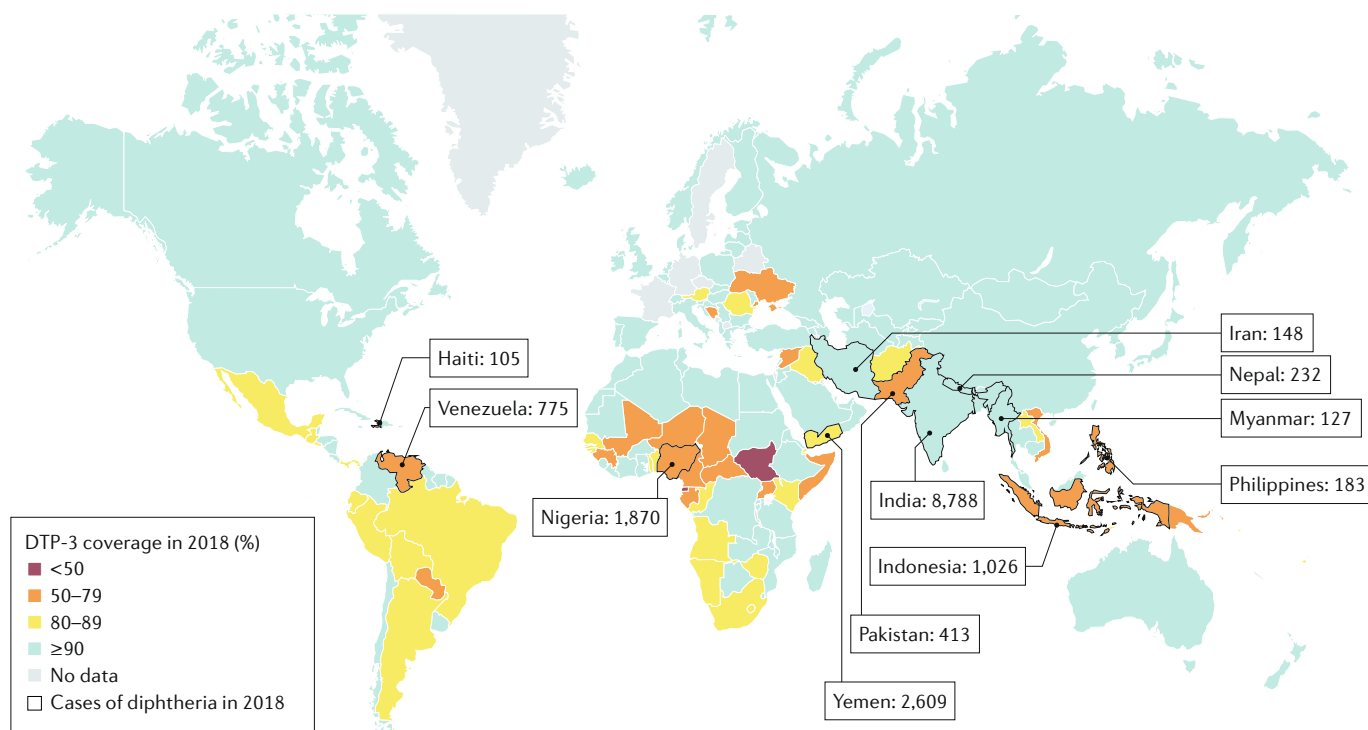 Haiti: 105
Venezuela: 775
Nigeria: 1,870
Iran: 148
Nepal: 232
Myanmar: 127
Philippines: 183
India: 8,788
Indonesia: 1,026
Pakistan: 413
Yemen: 2,609
DTP-3 coverage in 2018 (%)
<50
50–79
80–89
≥90
No data
Cases of diphtheria in 2018